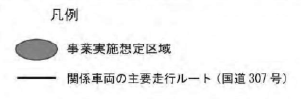 凡例
事業実施想定区域
関係車両の主要走行ルート（国道307号）